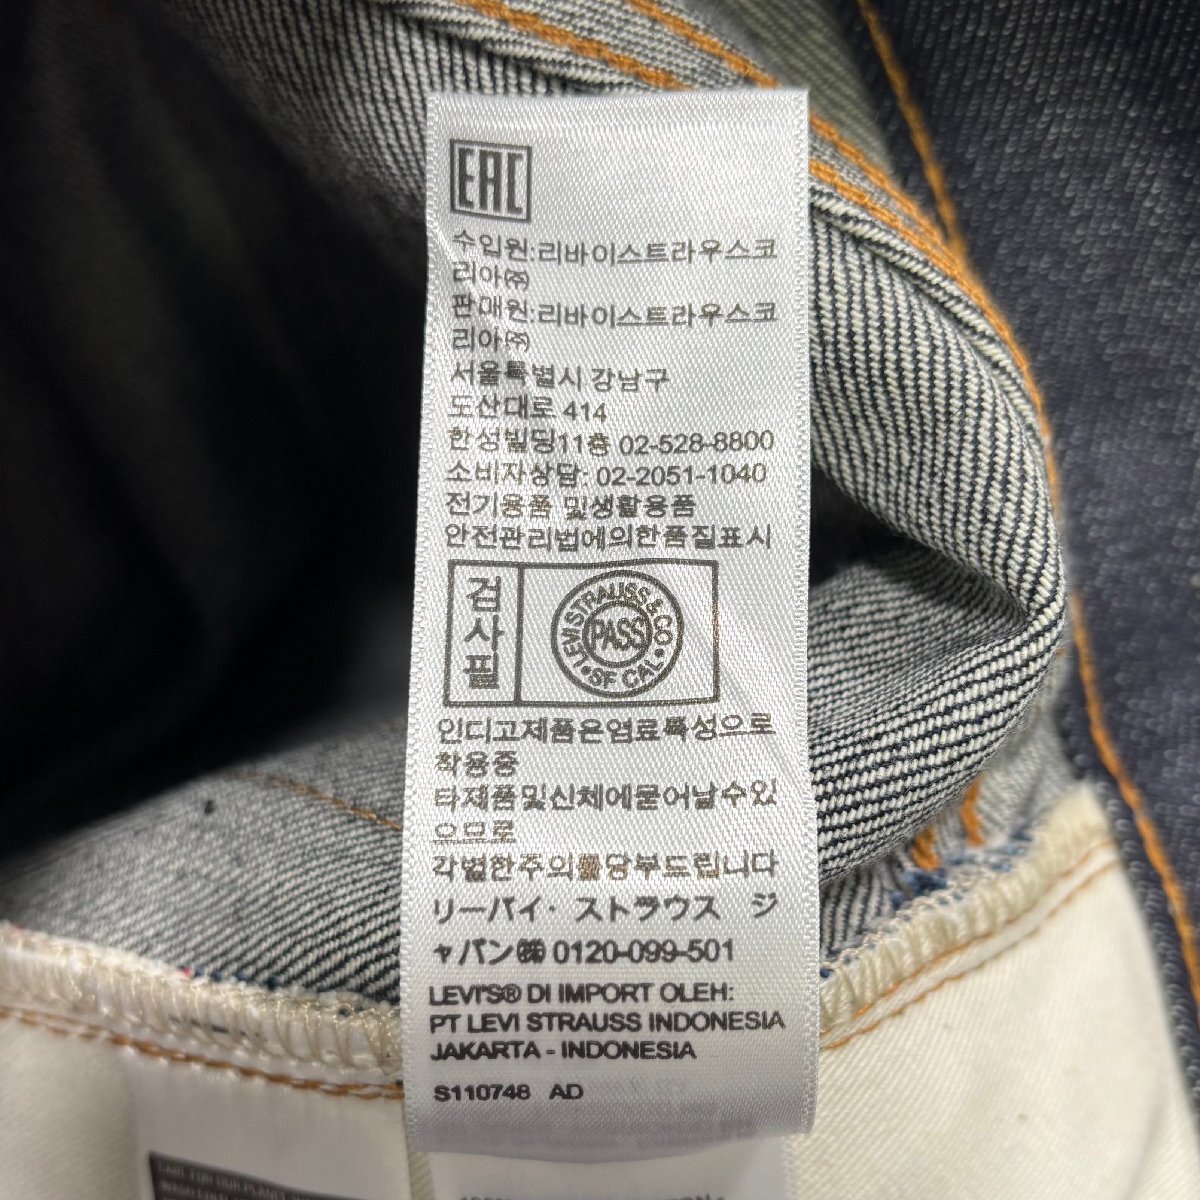 EAC
수입원:리바이스트라우스코
리아㈜
판매원:리바이스트라우스코
리아㈜
서울특별시 강남구
도산대로 414
한성빌딩11층 02-528-8800
소비자상담: 02-2051-1040
전기용품 및생활용품
안전관리법에의한품질표시
검사필
LEVI STRAUSS & CO
PASS
SF CAL
인디고제품은염료특성으로
착용중
타제품및신체에묻어날수있
으므로
각별한주의를당부드립니다
リーバイ・ストラウス ジ
ャパン㈱ 0120-099-501
LEVI'S® DI IMPORT OLEH:
PT LEVI STRAUSS INDONESIA
JAKARTA - INDONESIA
S110748 AD
CARE FOR OUR PLANET